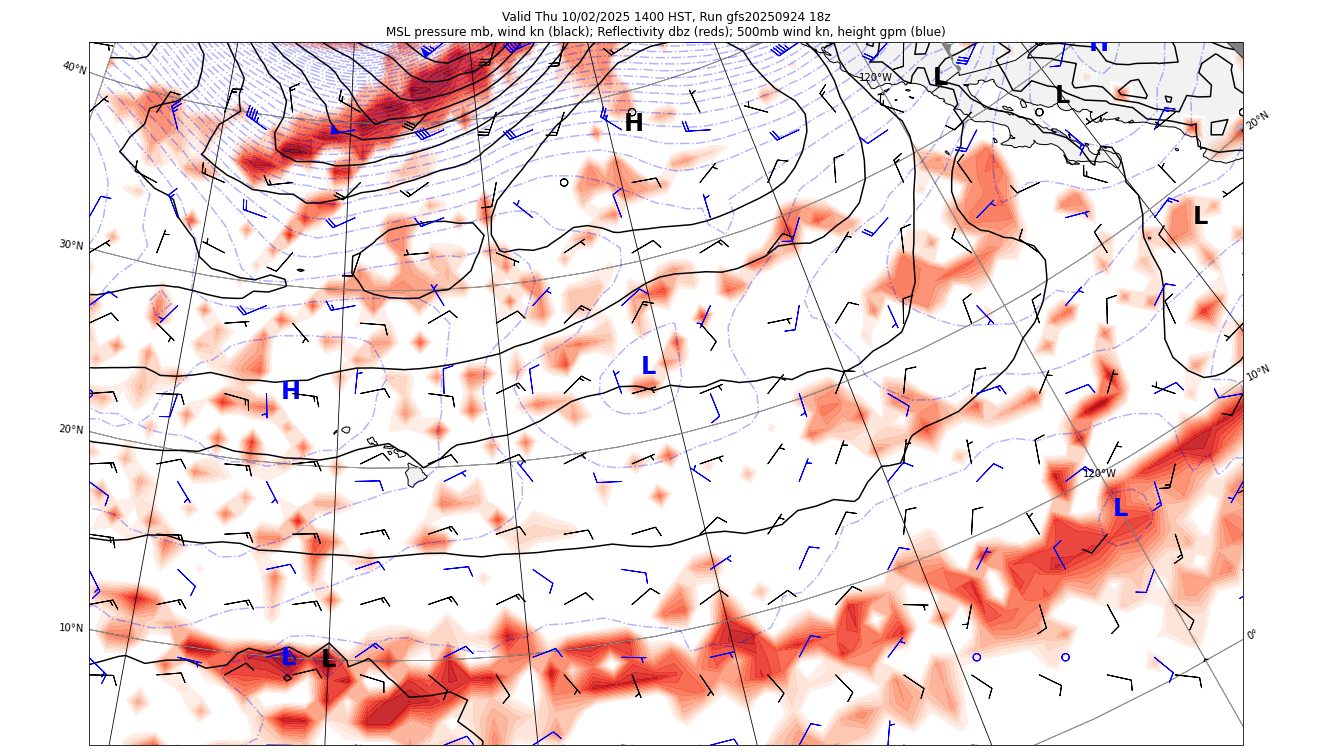 Valid Thu 10/02/2025 1400 HST, Run gfs20250924 18z
MSL pressure mb, wind kn (black); Reflectivity dbz (reds); 500mb wind kn, height gpm (blue)
H
40°N
120°W
L
L
H
20°N
L
30°N
L
H
10°N
20°N
120°W
L
10°N
0°
L
L